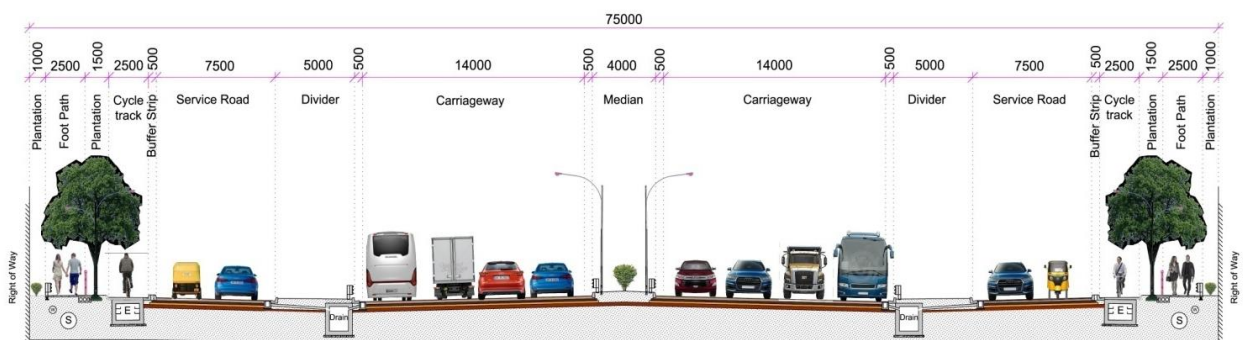 75000
1000 2500 1500 2500 500 7500 5000 500 14000 500 4000 500 14000 500 5000 7500 500 2500 1500 2500 1000
Plantation
Foot Path
Plantation
Cycle
track
Buffer Strip
Service Road
Divider
Carriageway
Median
Carriageway
Divider
Service Road
Buffer Strip
Cycle
track
Plantation
Foot Path
Plantation
Right of Way
S
E
Drain
Drain
E
S
Right of Way